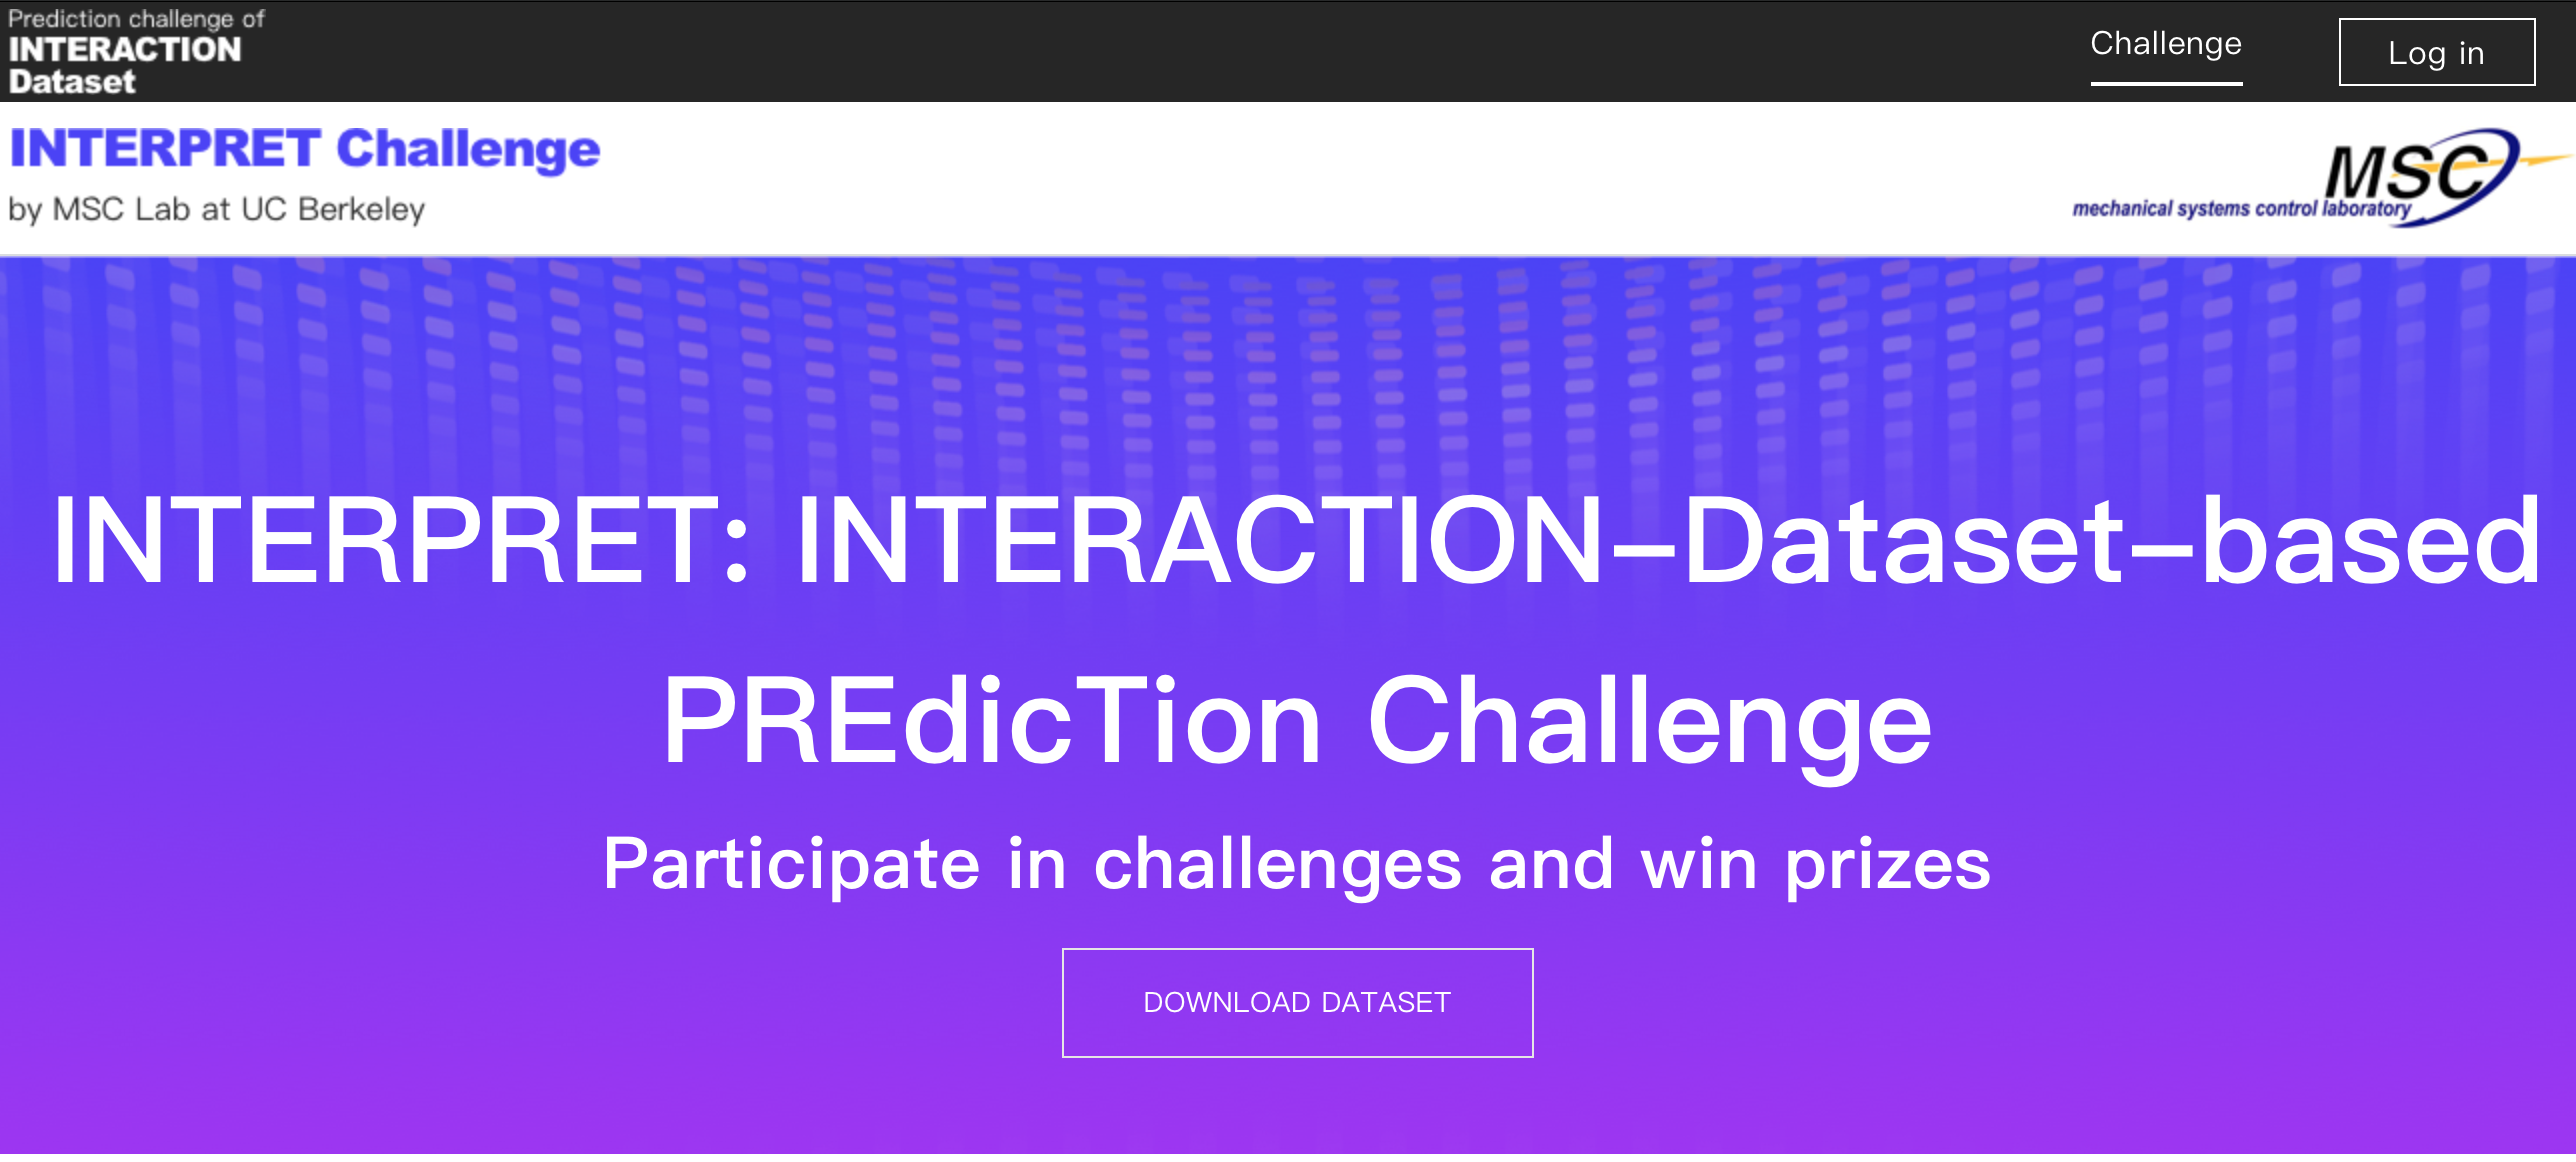 Prediction challenge of
INTERACTION
Dataset
Challenge
Log in
INTERPRET Challenge
by MSC Lab at UC Berkeley
MSC
mechanical systems control laboratory
INTERPRET: INTERACTION-Dataset-based
PREdicTion Challenge
Participate in challenges and win prizes
DOWNLOAD DATASET